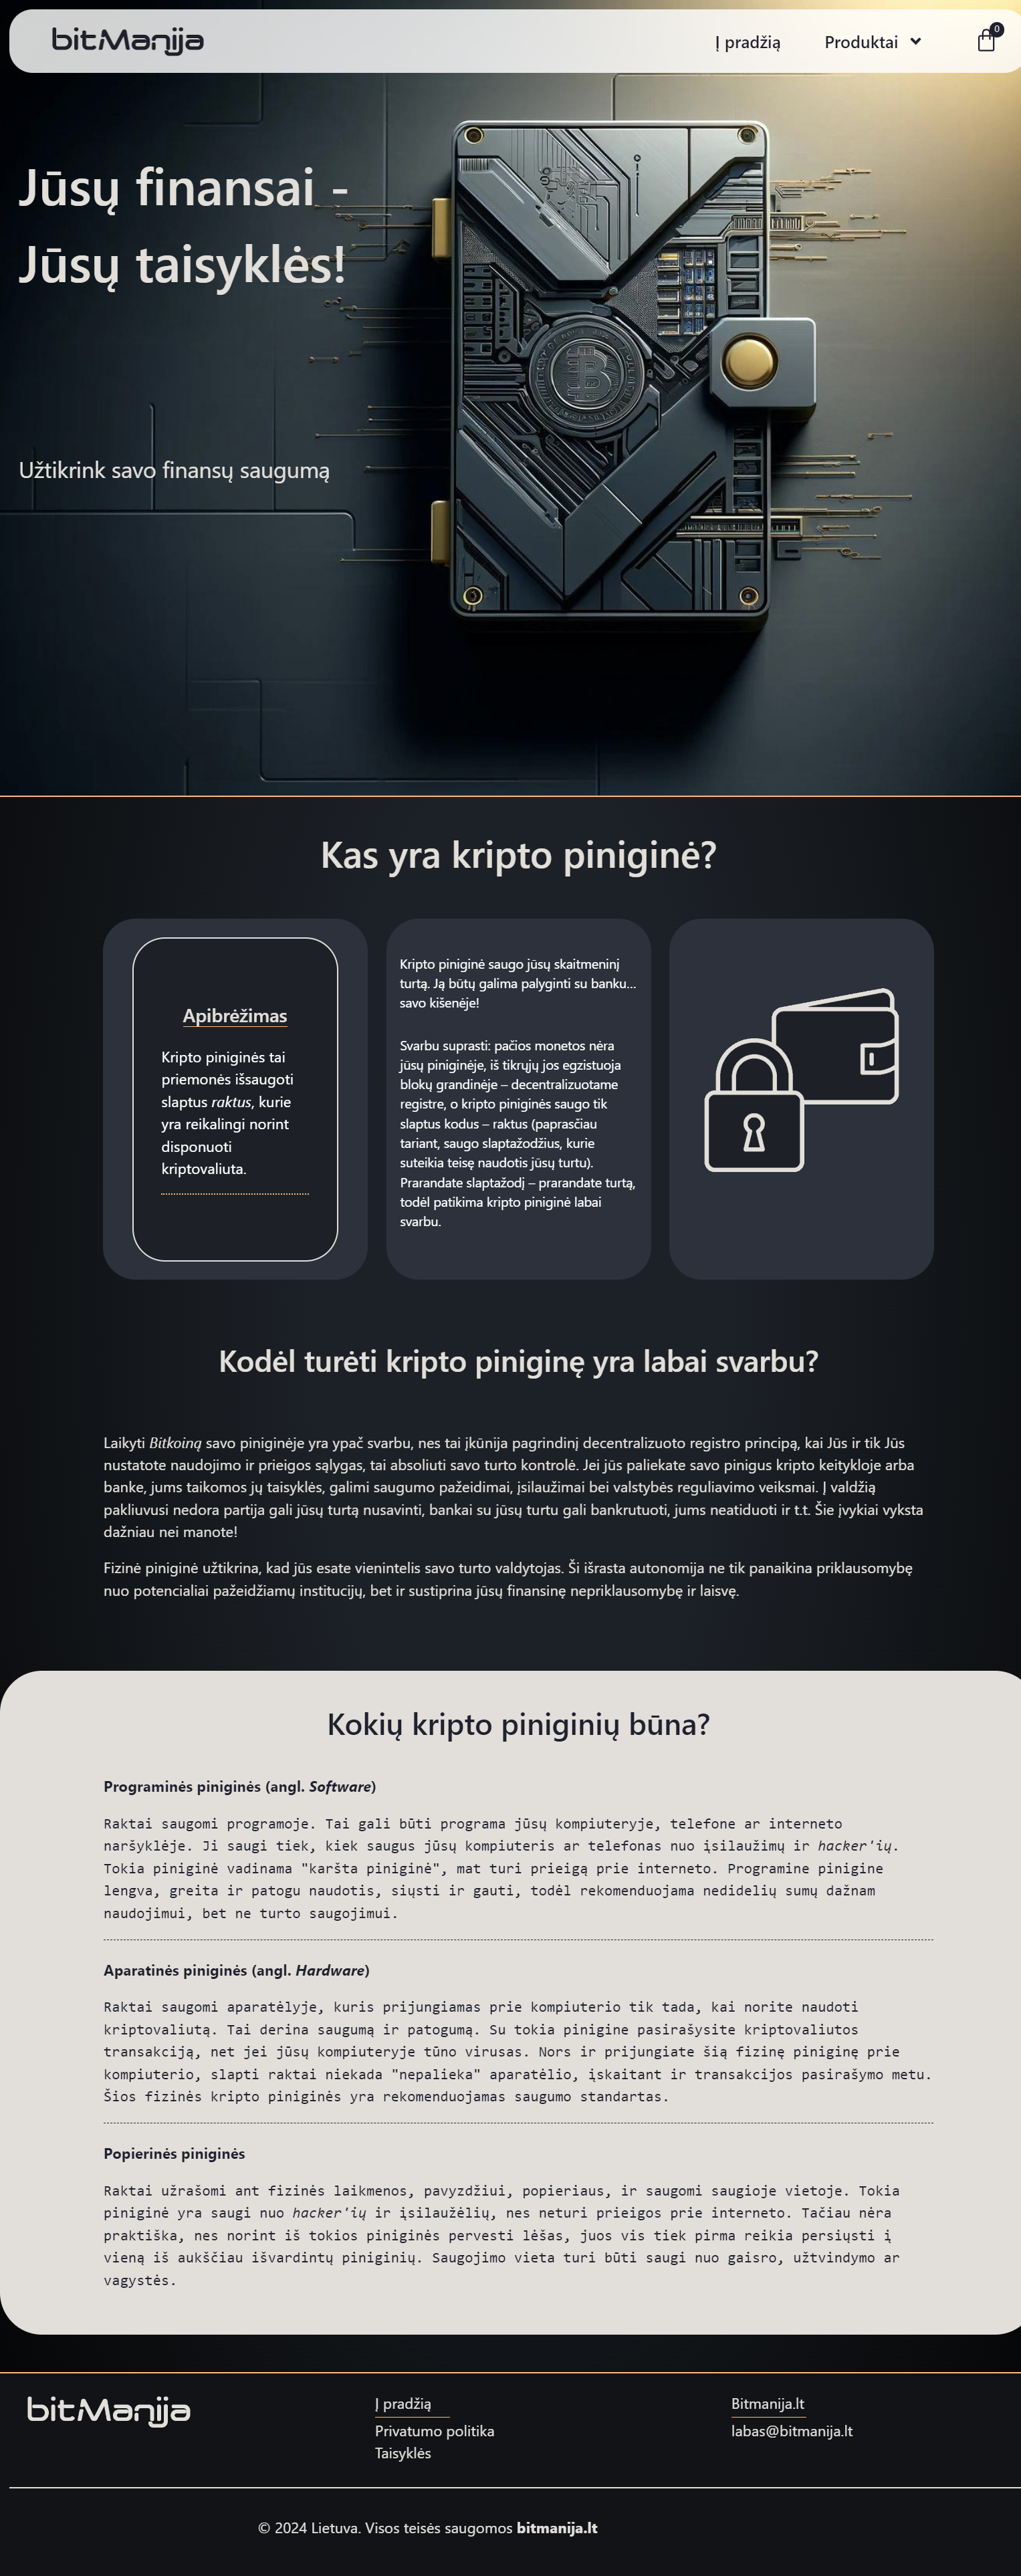 bitManija
Į pradžią
Produktai
0
Jūsų finansai -
Jūsų taisyklės!
Užtikrink savo finansų saugumą
Kas yra kripto piniginė?
Apibrėžimas
Kripto piniginės tai
priemonės išsaugoti
slaptus raktus, kurie
yra reikalingi norint
disponuoti
kriptovaliuta.
Kripto piniginė saugo jūsų skaitmeninį
turtą. Ją būtų galima palyginti su banku...
savo kišenėje!
Svarbu suprasti: pačios monetos nėra
jūsų piniginėje, iš tikrųjų jos egzistuoja
blokų grandinėje – decentralizuotame
registre, o kripto piniginės saugo tik
slaptus kodus – raktus (paprasčiau
tariant, saugo slaptažodžius, kurie
suteikia teisę naudotis jūsų turtu).
Prarandate slaptažodį – prarandate turtą,
todėl patikima kripto piniginė labai
svarbu.
Kodėl turėti kripto piniginę yra labai svarbu?
Laikyti Bitkoiną savo piniginėje yra ypač svarbu, nes tai įkūnija pagrindinį decentralizuoto registro principą, kai Jūs ir tik Jūs
nustatote naudojimo ir prieigos sąlygas, tai absoliuti savo turto kontrolė. Jei jūs paliekate savo pinigus kripto keitykloje arba
banke, jums taikomos jų taisyklės, galimi saugumo pažeidimai, įsilaužimai bei valstybės reguliavimo veiksmai. Į valdžią
pakliuvusi nedora partija gali jūsų turtą nusavinti, bankai su jūsų turtu gali bankrutuoti, jums neatiduoti ir t.t. Šie įvykiai vyksta
dažniau nei manote!
Fizinė piniginė užtikrina, kad jūs esate vienintelis savo turto valdytojas. Ši išrasta autonomija ne tik panaikina priklausomybę
nuo potencialiai pažeidžiamų institucijų, bet ir sustiprina jūsų finansinę nepriklausomybę ir laisvę.
Kokių kripto piniginių būna?
Programinės piniginės (angl. Software)
Raktai saugomi programoje. Tai gali būti programa jūsų kompiuteryje, telefone ar interneto
naršyklėje. Ji saugi tiek, kiek saugus jūsų kompiuteris ar telefonas nuo įsilaužimų ir hacker'ių.
Tokia piniginė vadinama "karšta piniginė", mat turi prieigą prie interneto. Programine pinigine
lengva, greita ir patogu naudotis, siųsti ir gauti, todėl rekomenduojama nedidelių sumų dažnam
naudojimui, bet ne turto saugojimui.
Aparatinės piniginės (angl. Hardware)
Raktai saugomi aparatėlyje, kuris prijungiamas prie kompiuterio tik tada, kai norite naudoti
kriptovaliutą. Tai derina saugumą ir patogumą. Su tokia pinigine pasirašysite kriptovaliutos
transakciją, net jei jūsų kompiuteryje tūno virusas. Nors ir prijungiate šią fizinę piniginę prie
kompiuterio, slapti raktai niekada "nepalieka" aparatėlio, įskaitant ir transakcijos pasirašymo metu.
Šios fizinės kripto piniginės yra rekomenduojamas saugumo standartas.
Popierinės piniginės
Raktai užrašomi ant fizinės laikmenos, pavyzdžiui, popieriaus, ir saugomi saugioje vietoje. Tokia
piniginė yra saugi nuo hacker'ių ir įsilaužėlių, nes neturi prieigos prie interneto. Tačiau nėra
praktiška, nes norint iš tokios piniginės pervesti lėšas, juos vis tiek pirma reikia persiųsti į
vieną iš aukščiau išvardintų piniginių. Saugojimo vieta turi būti saugi nuo gaisro, užtvindymo ar
vagystės.
bitManija
Į pradžią
Privatumo politika
Taisyklės
Bitmanija.lt
labas@bitmanija.lt
© 2024 Lietuva. Visos teisės saugomos bitmanija.lt